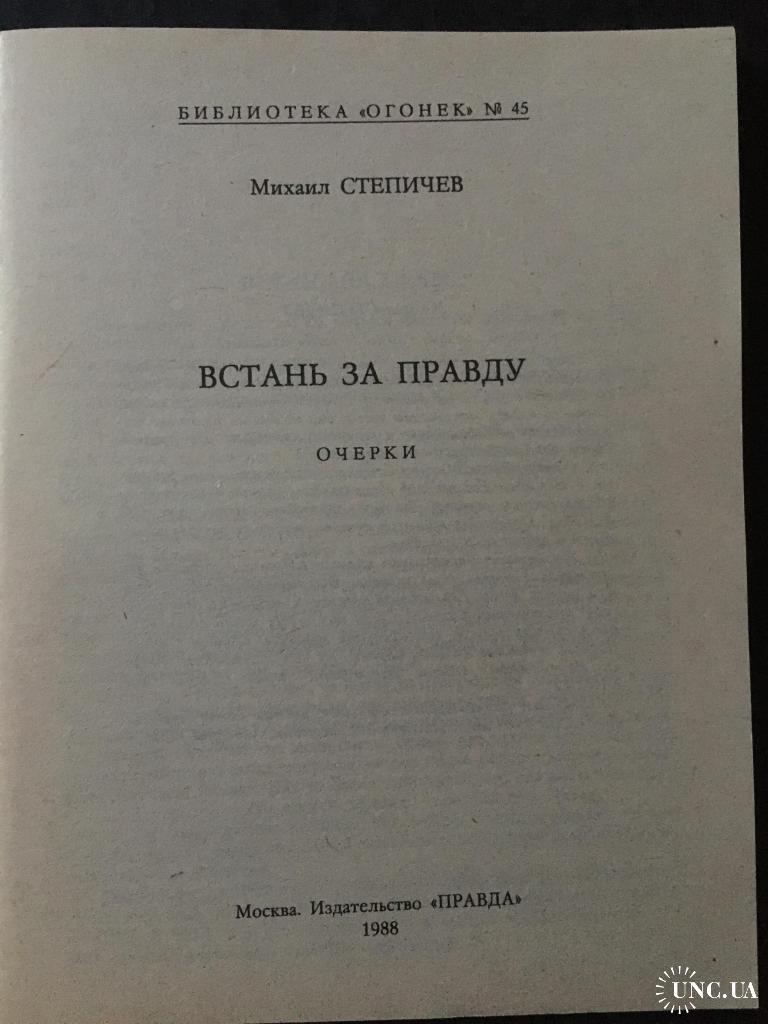 БИБЛИОТЕКА «ОГОНЕК» № 45
Михаил СТЕПИЧЕВ
ВСТАНЬ ЗА ПРАВДУ
ОЧЕРКИ
Москва. Издательство «ПРАВДА»
1988
UNC.UA